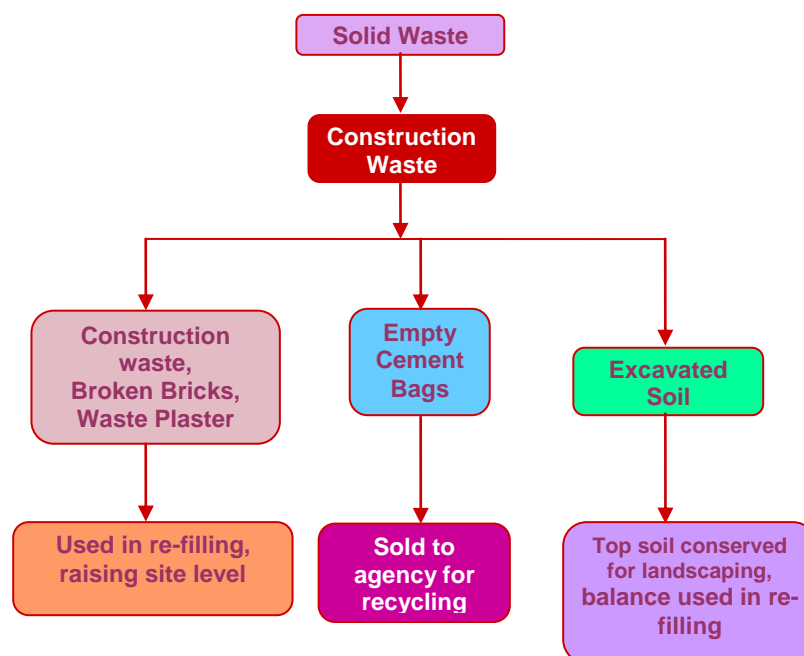 Solid Waste
Construction
Waste
Construction
waste,
Broken Bricks,
Waste Plaster
Empty
Cement
Bags
Excavated
Soil
Used in re-filling,
raising site level
Sold to
agency for
recycling
Top soil conserved
for landscaping,
balance used in re-
filling